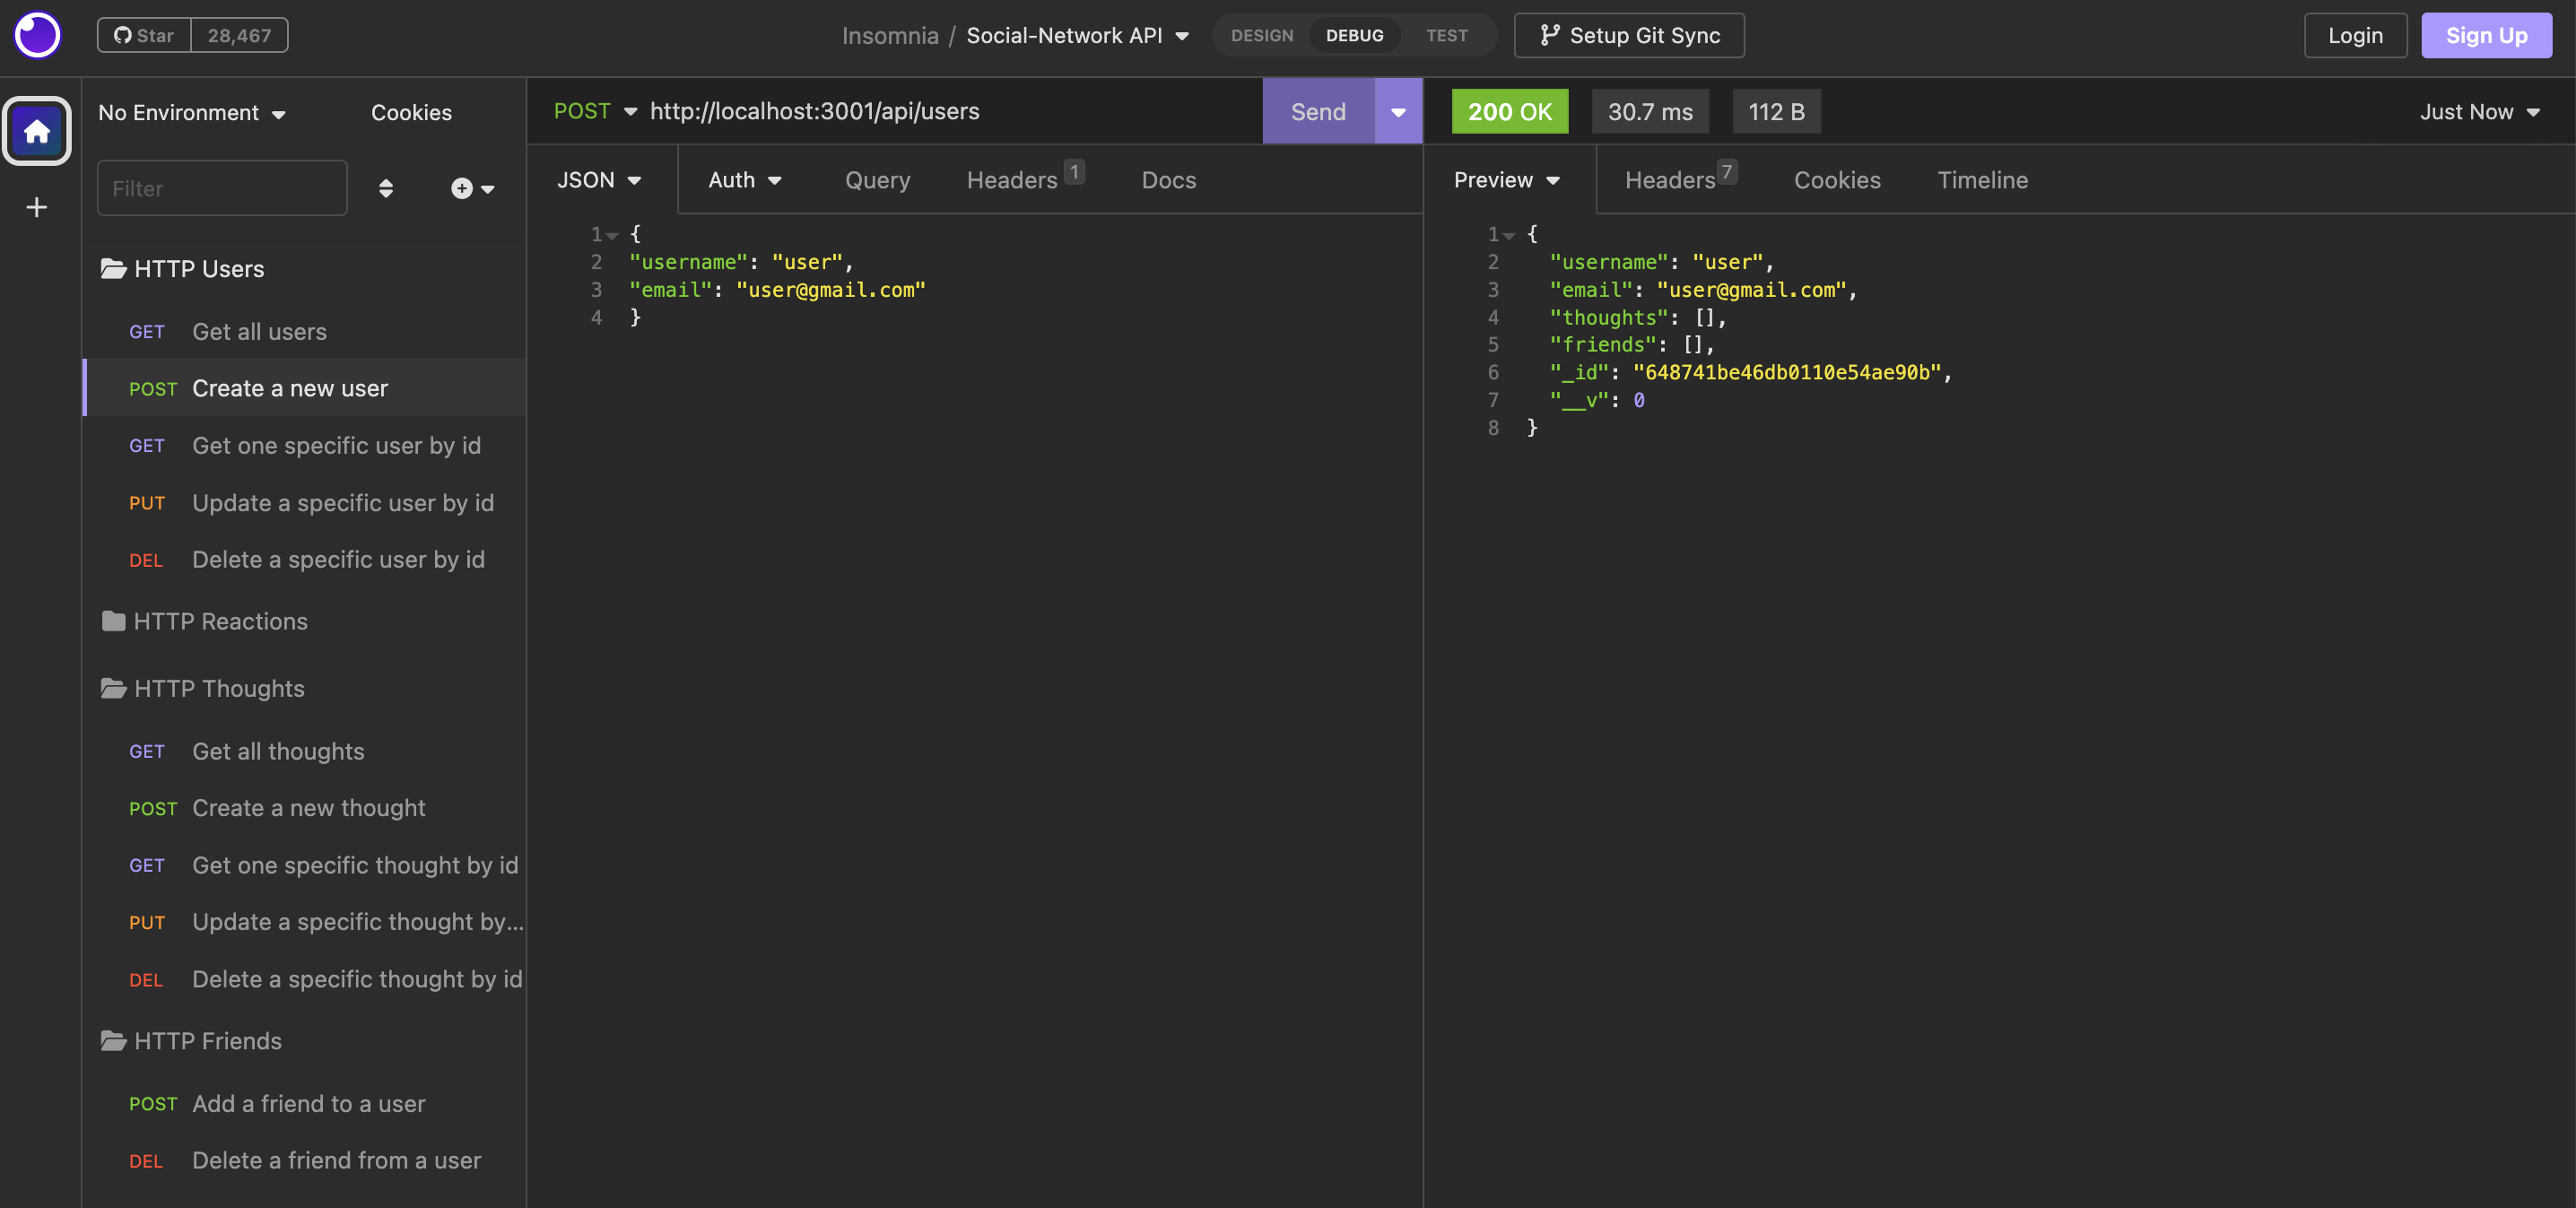 Star 28,467 Insomnia / Social-Network API DESIGN DEBUG TEST Setup Git Sync Login Sign Up
No Environment Cookies
Filter
HTTP Users
GET Get all users
POST Create a new user
GET Get one specific user by id
PUT Update a specific user by id
DEL Delete a specific user by id
HTTP Reactions
HTTP Thoughts
GET Get all thoughts
POST Create a new thought
GET Get one specific thought by id
PUT Update a specific thought by...
DEL Delete a specific thought by id
HTTP Friends
POST Add a friend to a user
DEL Delete a friend from a user
POST http://localhost:3001/api/users Send
JSON Auth Query Headers 1 Docs
1 {
2 "username": "user",
3 "email": "user@gmail.com"
4 }
200 OK 30.7 ms 112 B Just Now
Preview Headers 7 Cookies Timeline
1 {
2 "username": "user",
3 "email": "user@gmail.com",
4 "thoughts": [],
5 "friends": [],
6 "_id": "648741be46db0110e54ae90b",
7 "__v": 0
8 }